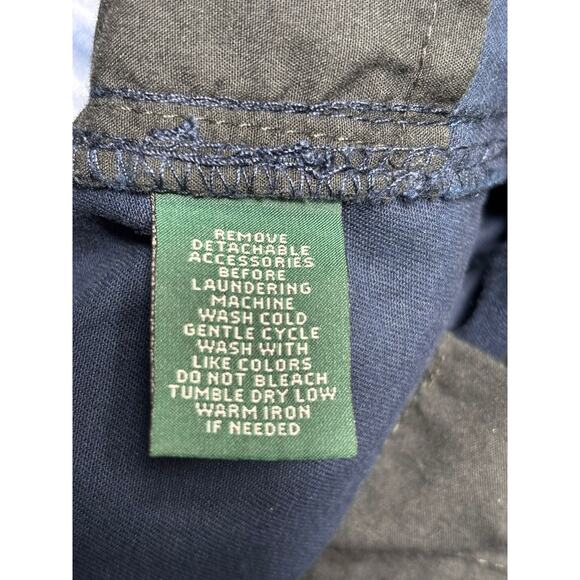 REMOVE
DETACHABLE
ACCESSORIES
BEFORE
LAUNDERING
MACHINE
WASH COLD
GENTLE CYCLE
WASH WITH
LIKE COLORS
DO NOT BLEACH
TUMBLE DRY LOW
WARM IRON
IF NEEDED